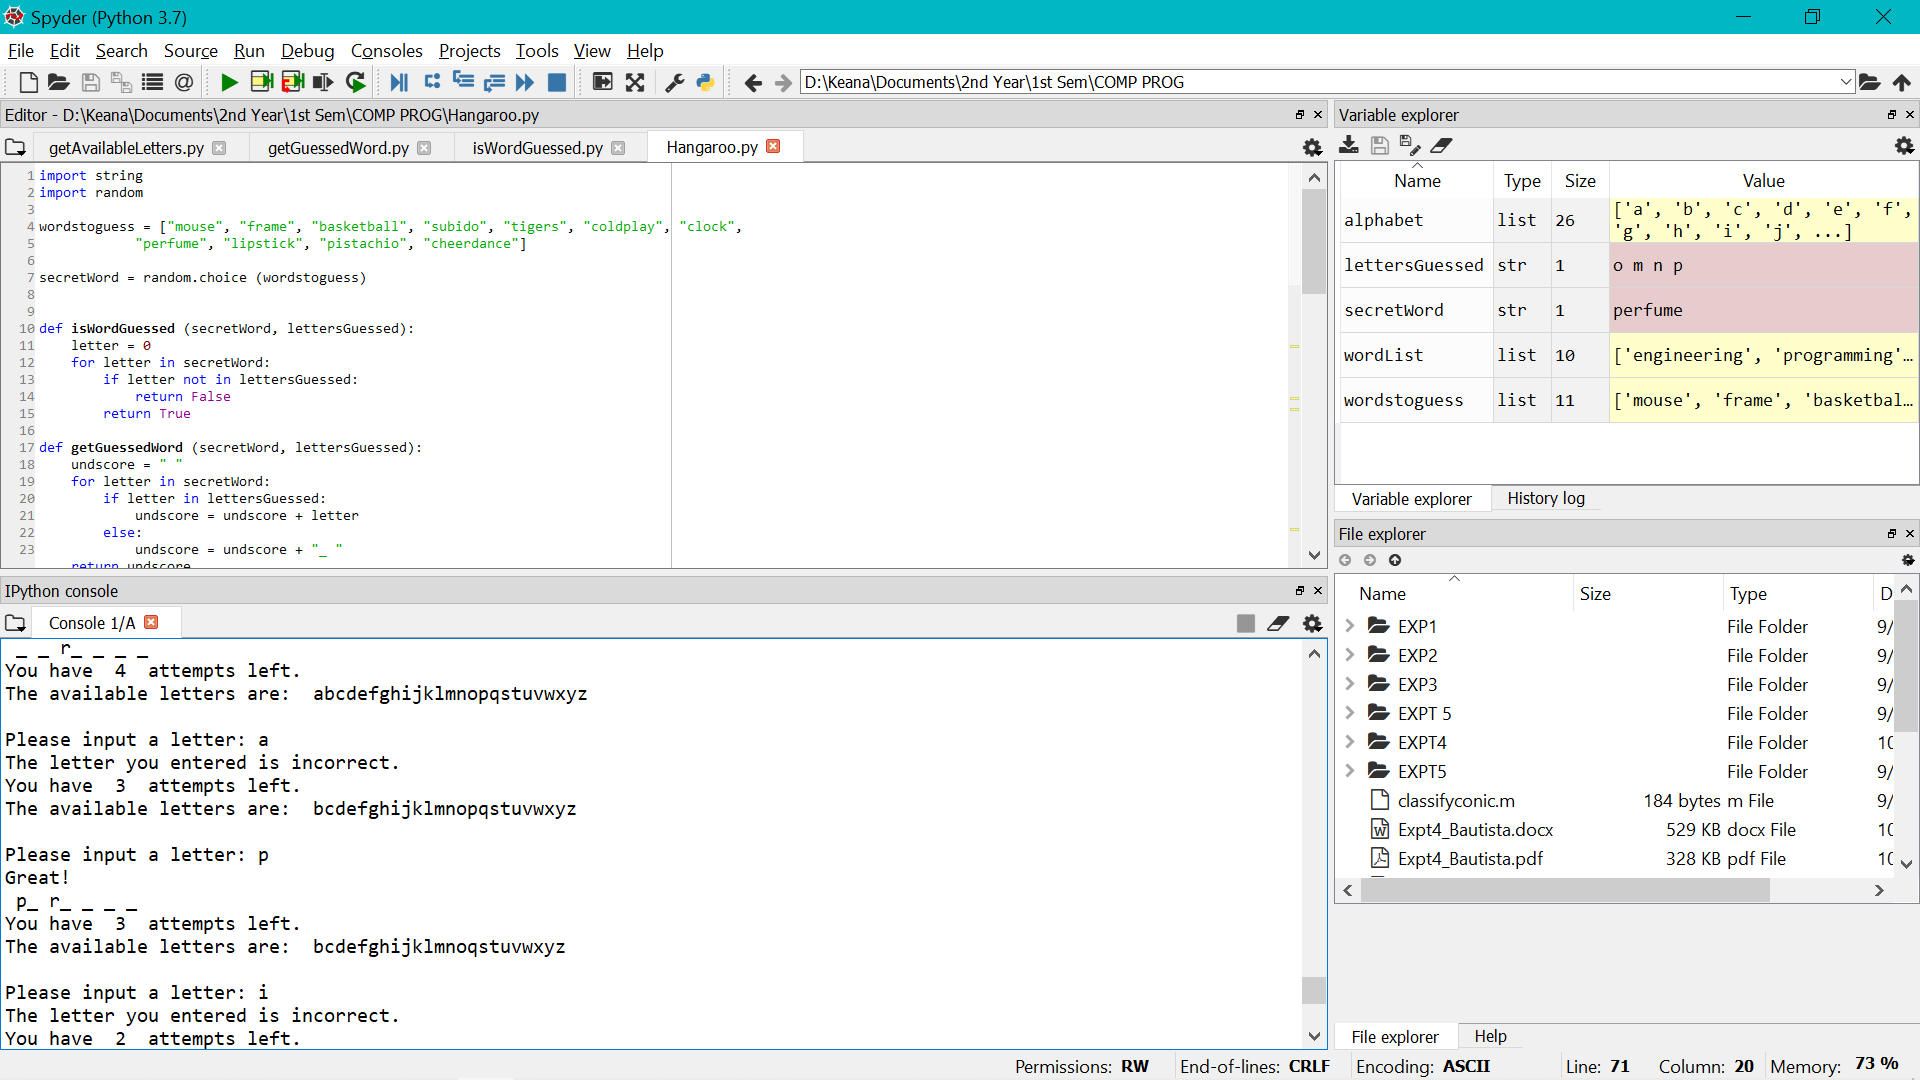 Spyder (Python 3.7)
File Edit Search Source Run Debug Consoles Projects Tools View Help
D:\Keana\Documents\2nd Year\1st Sem\COMP PROG
Editor - D:\Keana\Documents\2nd Year\1st Sem\COMP PROG\Hangaroo.py
getAvailableLetters.py getGuessedWord.py isWordGuessed.py Hangaroo.py
1 import string
2 import random
3
4 wordstoguess = ["mouse", "frame", "basketball", "subido", "tigers", "coldplay", "clock",
5 "perfume", "lipstick", "pistachio", "cheerdance"]
6
7 secretWord = random.choice (wordstoguess)
8
9
10 def isWordGuessed (secretWord, lettersGuessed):
11 letter = 0
12 for letter in secretWord:
13 if letter not in lettersGuessed:
14 return False
15 return True
16
17 def getGuessedWord (secretWord, lettersGuessed):
18 undscore = " "
19 for letter in secretWord:
20 if letter in lettersGuessed:
21 undscore = undscore + letter
22 else:
23 undscore = undscore + "_ "
return undscore
IPython console
Console 1/A
_ _ r_ _ _ _
You have  4  attempts left.
The available letters are:  abcdefghijklmnopqstuvwxyz
Please input a letter: a
The letter you entered is incorrect.
You have  3  attempts left.
The available letters are:  bcdefghijklmnopqstuvwxyz
Please input a letter: p
Great!
p_ r_ _ _ _
You have  3  attempts left.
The available letters are:  bcdefghijklmnoqstuvwxyz
Please input a letter: i
The letter you entered is incorrect.
You have  2  attempts left.
Variable explorer
Name Type Size Value
alphabet list 26 ['a', 'b', 'c', 'd', 'e', 'f',
'g', 'h', 'i', 'j', ...]
lettersGuessed str 1 o m n p
secretWord str 1 perfume
wordList list 10 ['engineering', 'programming'...
wordstoguess list 11 ['mouse', 'frame', 'basketbal...
Variable explorer History log
File explorer
Name Size Type D
EXP1 File Folder 9/
EXP2 File Folder 9/
EXP3 File Folder 9/
EXPT 5 File Folder 9/
EXPT4 File Folder 10
EXPT5 File Folder 9/
classifyconic.m 184 bytes m File 9/
Expt4_Bautista.docx 529 KB docx File 10
Expt4_Bautista.pdf 328 KB pdf File 10
File explorer Help
Permissions: RW End-of-lines: CRLF Encoding: ASCII Line: 71 Column: 20 Memory: 73 %